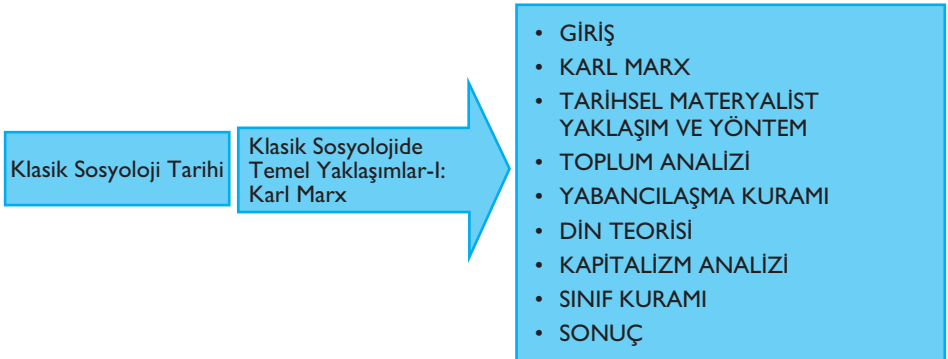 Klasik Sosyoloji Tarihi
Klasik Sosyolojide
Temel Yaklaşımlar-I:
Karl Marx
• GİRİŞ
• KARL MARX
• TARİHSEL MATERYALİST
YAKLAŞIM VE YÖNTEM
• TOPLUM ANALİZİ
• YABANCILAŞMA KURAMI
• DİN TEORİSİ
• KAPİTALİZM ANALİZİ
• SINIF KURAMI
• SONUÇ